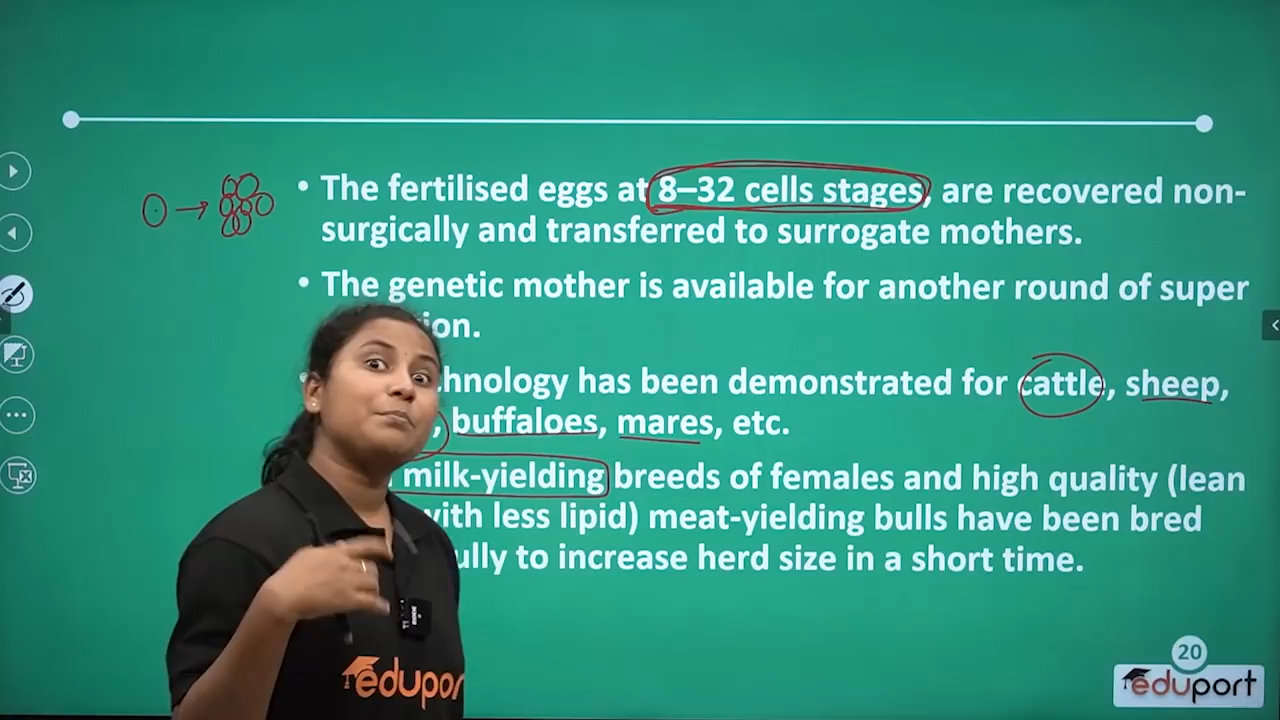 • The fertilised eggs at 8–32 cells stages, are recovered non-
surgically and transferred to surrogate mothers.
• The genetic mother is available for another round of super
ion.
hnology has been demonstrated for cattle, sheep,
, buffaloes, mares, etc.
milk-yielding breeds of females and high quality (lean
with less lipid) meat-yielding bulls have been bred
ully to increase herd size in a short time.
20
eduport
edupor